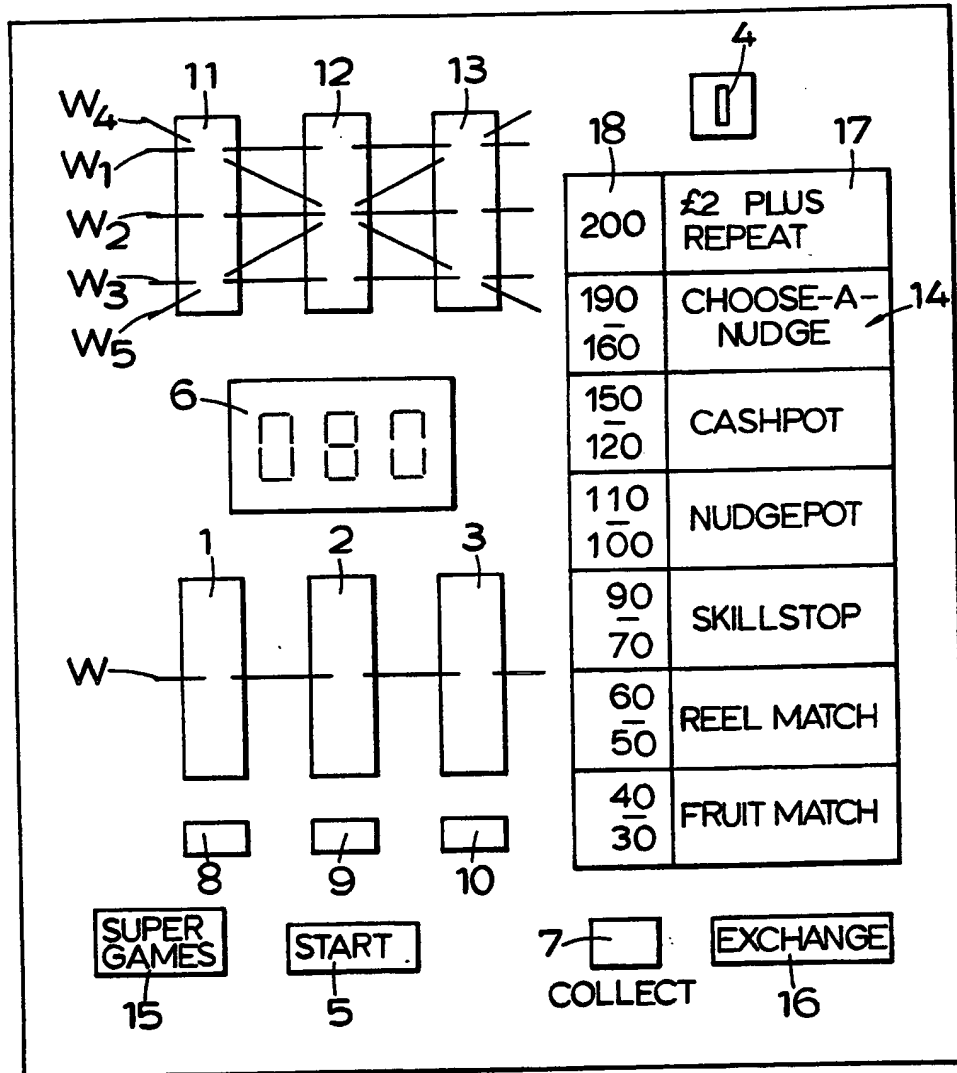 4
11 12 13
W4
W1
W2
W3
W5
18 17
200 £2 PLUS
REPEAT
190
–
160 CHOOSE-A-
NUDGE
14
150
–
120 CASHPOT
110
–
100 NUDGEPOT
90
–
70 SKILLSTOP
60
–
50 REEL MATCH
40
–
30 FRUIT MATCH
6
080
1 2 3
W
8 9 10
SUPER
GAMES
15
START
5
7
COLLECT
EXCHANGE
16